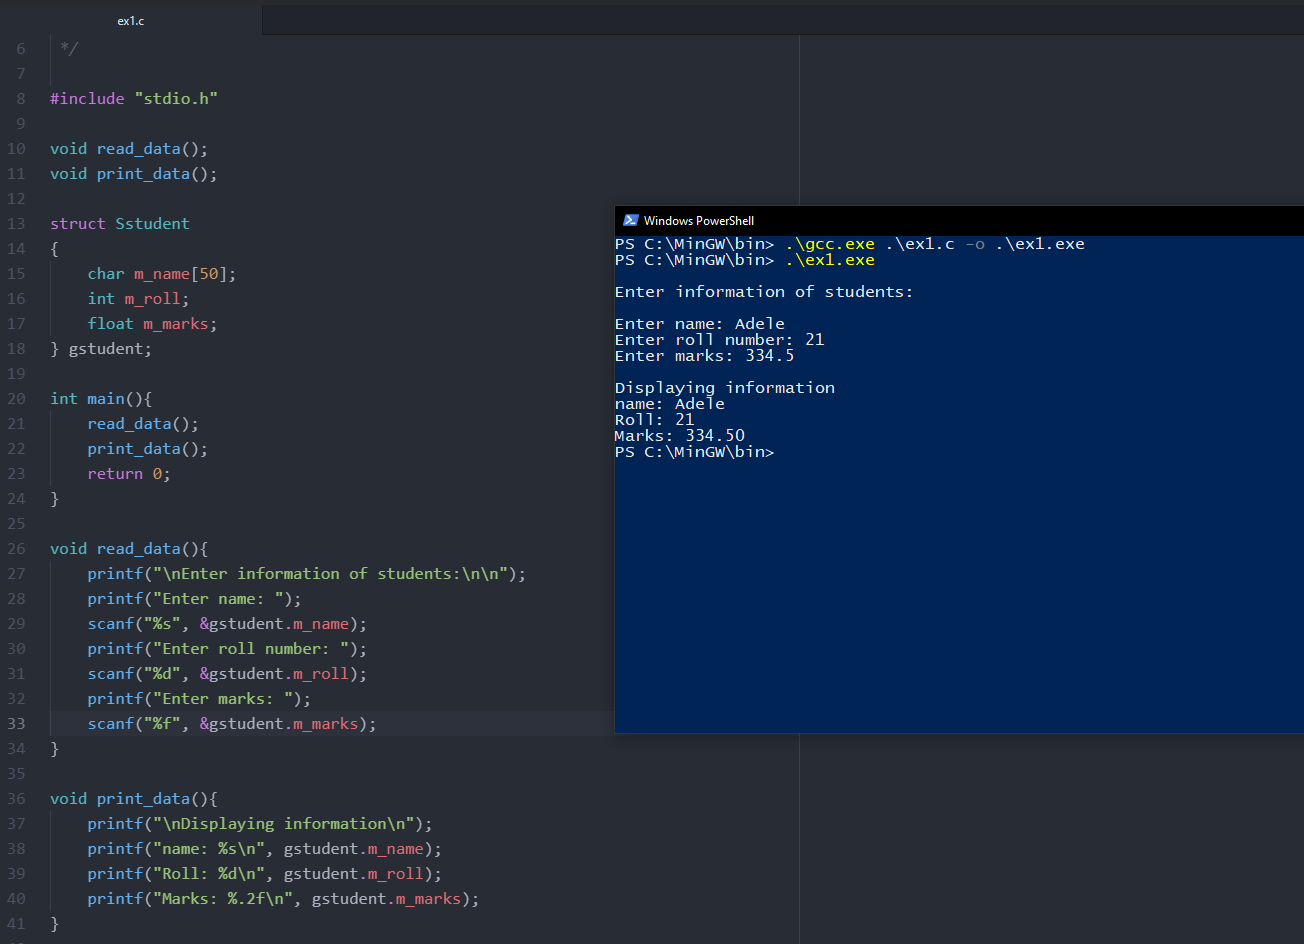 ex1.c
6 */
7
8 #include "stdio.h"
9
10 void read_data();
11 void print_data();
12
13 struct Sstudent
14 {
15 char m_name[50];
16 int m_roll;
17 float m_marks;
18 } gstudent;
19
20 int main(){
21 read_data();
22 print_data();
23 return 0;
24 }
25
26 void read_data(){
27 printf("\nEnter information of students:\n\n");
28 printf("Enter name: ");
29 scanf("%s", &gstudent.m_name);
30 printf("Enter roll number: ");
31 scanf("%d", &gstudent.m_roll);
32 printf("Enter marks: ");
33 scanf("%f", &gstudent.m_marks);
34 }
35
36 void print_data(){
37 printf("\nDisplaying information\n");
38 printf("name: %s\n", gstudent.m_name);
39 printf("Roll: %d\n", gstudent.m_roll);
40 printf("Marks: %.2f\n", gstudent.m_marks);
41 }
Windows PowerShell
PS C:\MinGW\bin> .\gcc.exe .\ex1.c -o .\ex1.exe
PS C:\MinGW\bin> .\ex1.exe
Enter information of students:
Enter name: Adele
Enter roll number: 21
Enter marks: 334.5
Displaying information
name: Adele
Roll: 21
Marks: 334.50
PS C:\MinGW\bin>